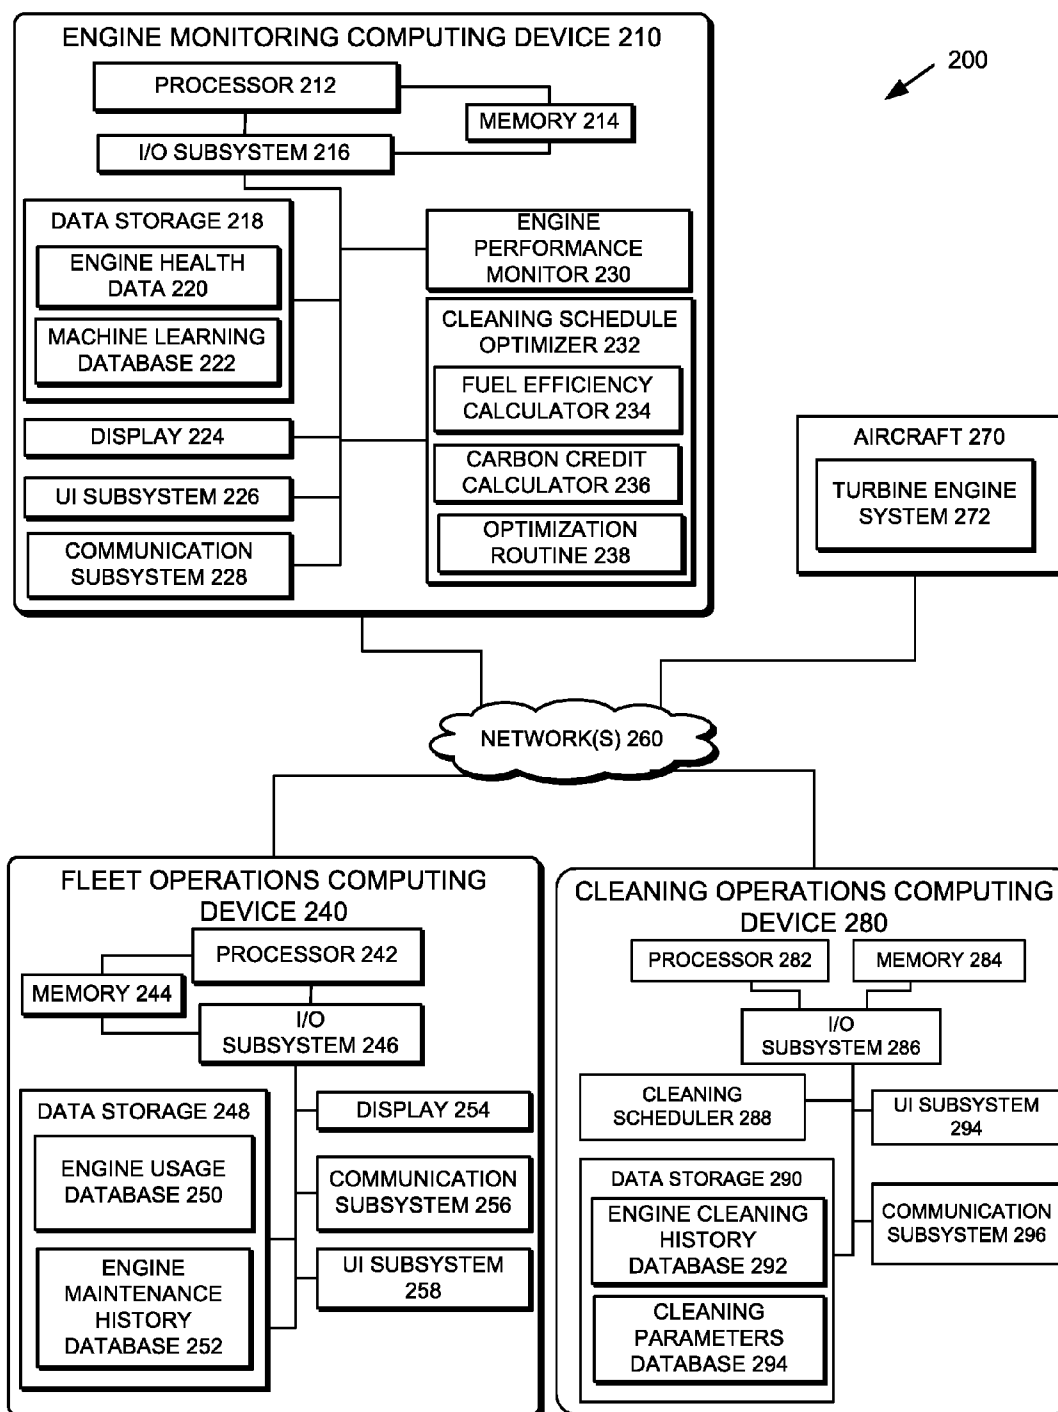 ENGINE MONITORING COMPUTING DEVICE 210
200
PROCESSOR 212
MEMORY 214
I/O SUBSYSTEM 216
DATA STORAGE 218
ENGINE HEALTH
DATA 220
MACHINE LEARNING
DATABASE 222
DISPLAY 224
UI SUBSYSTEM 226
COMMUNICATION
SUBSYSTEM 228
ENGINE
PERFORMANCE
MONITOR 230
CLEANING SCHEDULE
OPTIMIZER 232
FUEL EFFICIENCY
CALCULATOR 234
CARBON CREDIT
CALCULATOR 236
OPTIMIZATION
ROUTINE 238
AIRCRAFT 270
TURBINE ENGINE
SYSTEM 272
NETWORK(S) 260
FLEET OPERATIONS COMPUTING
DEVICE 240
PROCESSOR 242
MEMORY 244
I/O
SUBSYSTEM 246
DATA STORAGE 248
ENGINE USAGE
DATABASE 250
ENGINE
MAINTENANCE
HISTORY
DATABASE 252
DISPLAY 254
COMMUNICATION
SUBSYSTEM 256
UI SUBSYSTEM
258
CLEANING OPERATIONS COMPUTING
DEVICE 280
PROCESSOR 282
MEMORY 284
I/O
SUBSYSTEM 286
CLEANING
SCHEDULER 288
UI SUBSYSTEM
294
DATA STORAGE 290
ENGINE CLEANING
HISTORY
DATABASE 292
CLEANING
PARAMETERS
DATABASE 294
COMMUNICATION
SUBSYSTEM 296